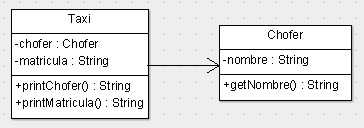 Taxi
-chofer : Chofer
-matricula : String
+printChofer() : String
+printMatricula() : String
Chofer
-nombre : String
+getNombre() : String